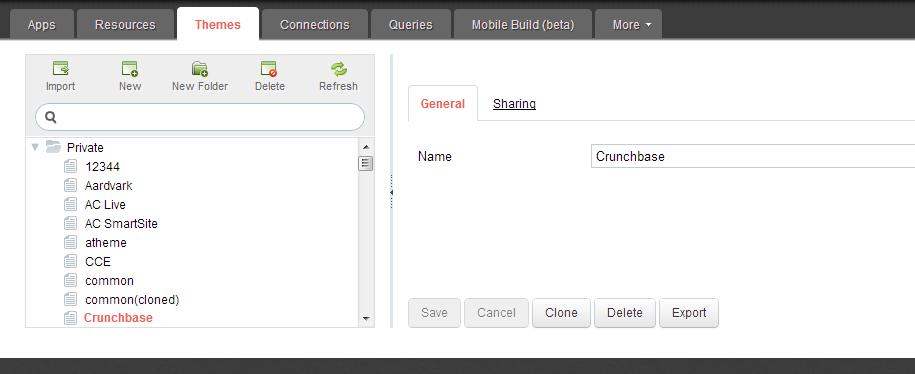 Apps Resources Themes Connections Queries Mobile Build (beta) More
Import New New Folder Delete Refresh
General Sharing
Private
Name Crunchbase
12344
Aardvark
AC Live
AC SmartSite
atheme
CCE
common
common(cloned)
Crunchbase
Save Cancel Clone Delete Export